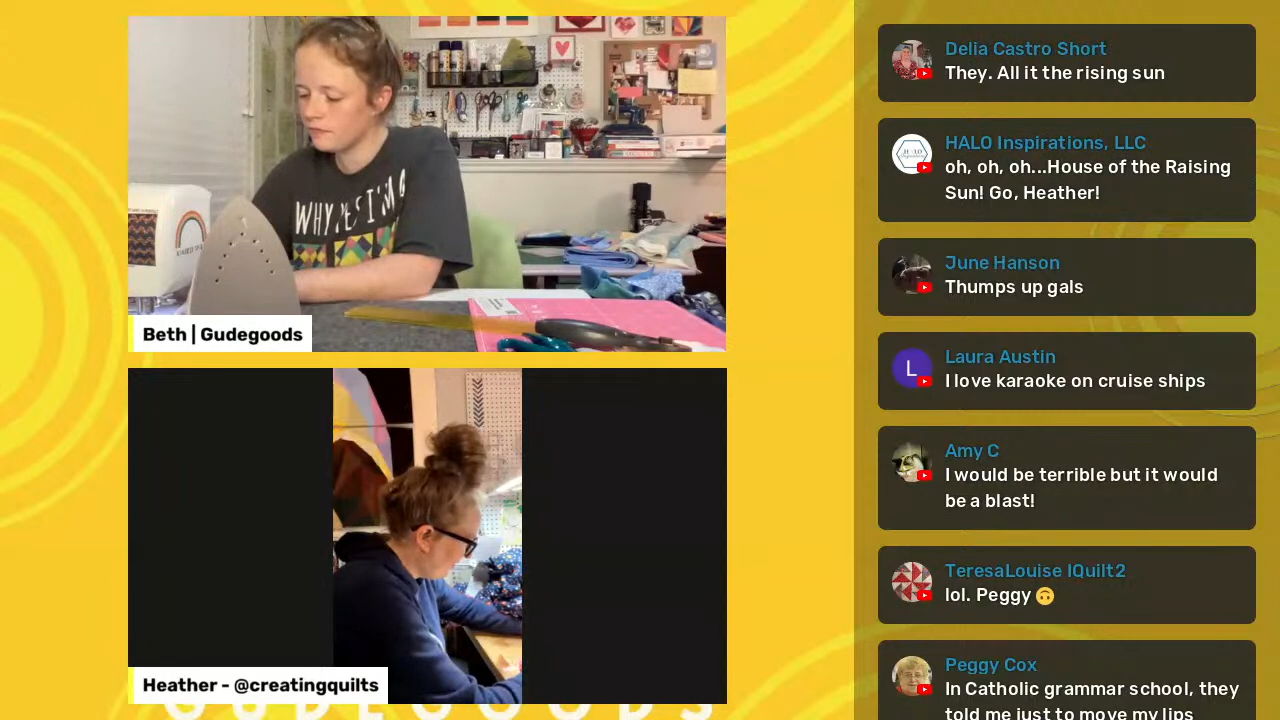 WHY YES I'M A
Beth | Gudegoods
Heather - @creatingquilts
GUDEGOODS
Delia Castro Short
They. All it the rising sun
HALO Inspirations, LLC
oh, oh, oh...House of the Raising
Sun! Go, Heather!
June Hanson
Thumps up gals
Laura Austin
L
I love karaoke on cruise ships
Amy C
I would be terrible but it would
be a blast!
TeresaLouise IQuilt2
lol. Peggy 🙃
Peggy Cox
In Catholic grammar school, they
told me just to move my lips